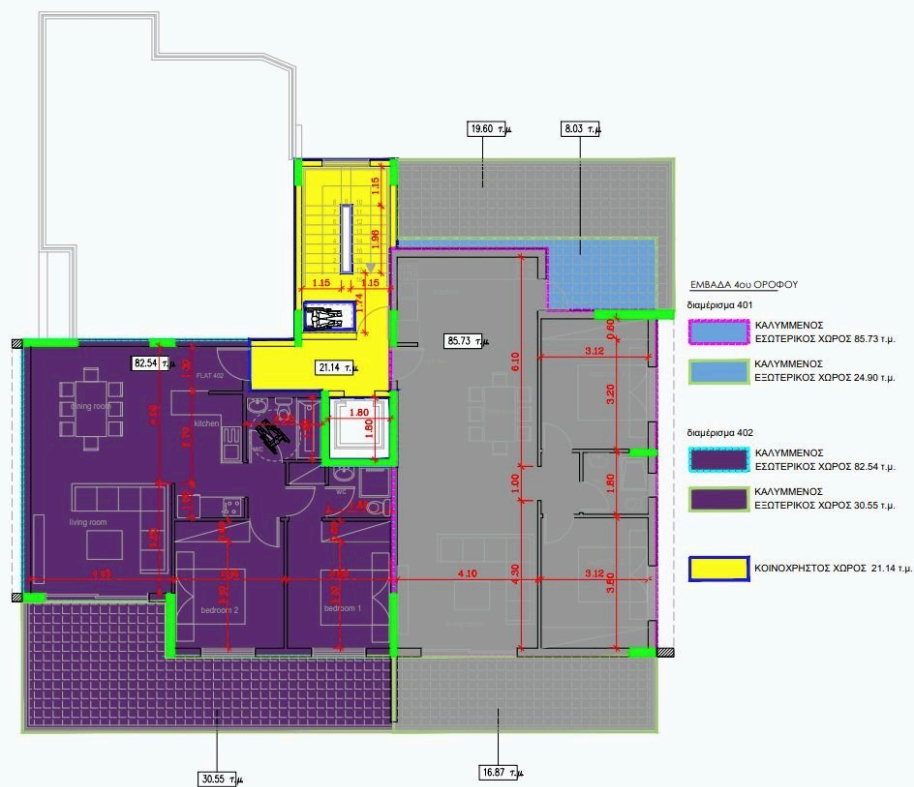 19.60 τ.μ
8.03 τ.μ
1.15
1.96
1.15
1.15
1.74
ΕΜΒΑΔΑ 4ου ΟΡΟΦΟΥ
διαμέρισμα 401
ΚΑΛΥΜΜΕΝΟΣ
ΕΣΩΤΕΡΙΚΟΣ ΧΩΡΟΣ 85.73 τ.μ.
ΚΑΛΥΜΜΕΝΟΣ
ΕΞΩΤΕΡΙΚΟΣ ΧΩΡΟΣ 24.90 τ.μ.
διαμέρισμα 402
ΚΑΛΥΜΜΕΝΟΣ
ΕΣΩΤΕΡΙΚΟΣ ΧΩΡΟΣ 82.54 τ.μ.
ΚΑΛΥΜΜΕΝΟΣ
ΕΞΩΤΕΡΙΚΟΣ ΧΩΡΟΣ 30.55 τ.μ.
ΚΟΙΝΟΧΡΗΣΤΟΣ ΧΩΡΟΣ 21.14 τ.μ.
85.73 τ.μ
0.60
3.12
82.54 τ.μ
21.14 τ.μ
FLAT 402
6.10
3.20
dining room
kitchen
1.80
1.80
WC
WC
1.00
1.80
living room
4.10
3.12
4.30
3.60
bedroom 2
bedroom 1
30.55 τ.μ
16.87 τ.μ